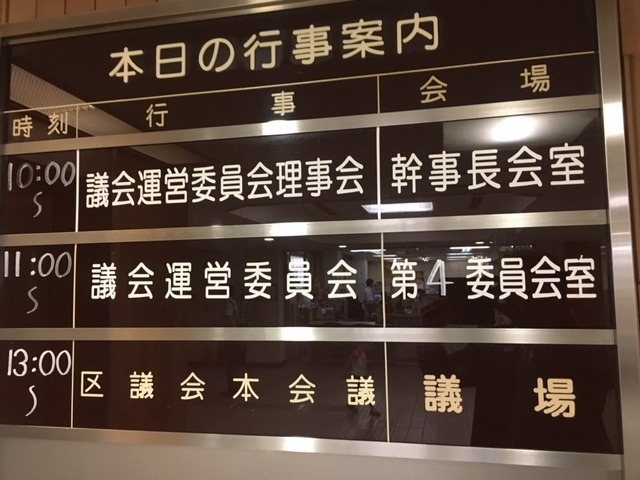 本日の行事案内
時刻 行事 会場
10:00～ 議会運営委員会理事会 幹事長会室
11:00～ 議会運営委員会 第4委員会室
13:00～ 区議会本会議 議場